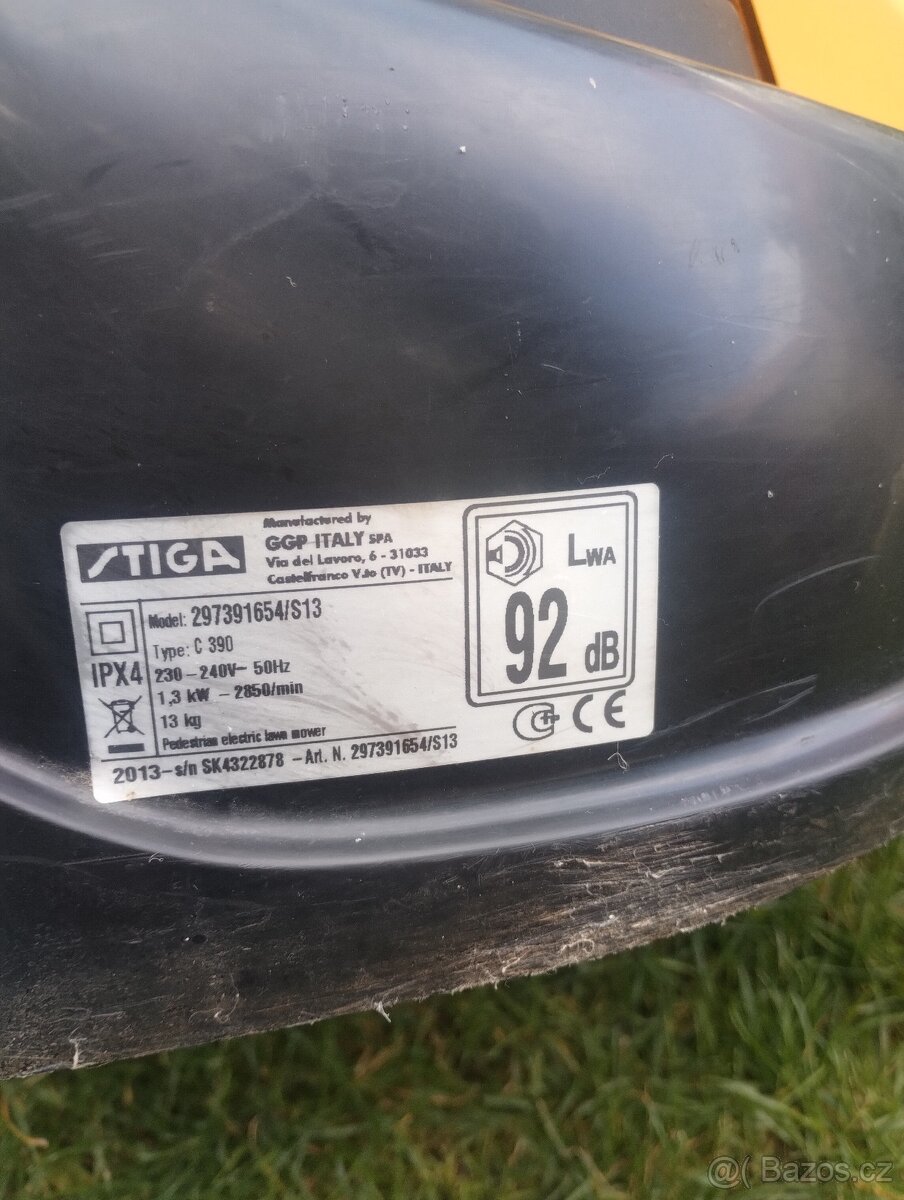 STIGA
Manufactured by
GGP ITALY SPA
Via del Lavoro, 6 - 31033
Castelfranco V.to (TV) - ITALY
IPX4
Model: 297391654/S13
Type: C 390
230-240V~ 50Hz
1,3 kW - 2850/min
13 kg
Pedestrian electric lawn mower
2013-s/n SK4322878 - Art. N. 297391654/S13
LWA
92 dB
CE
@( Bazos.cz